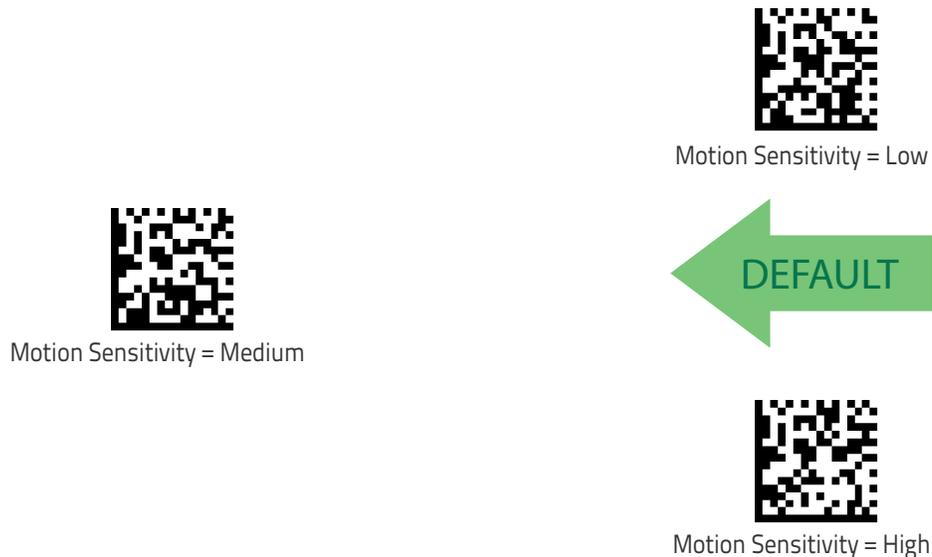 Motion Sensitivity = Low
DEFAULT
Motion Sensitivity = Medium
Motion Sensitivity = High